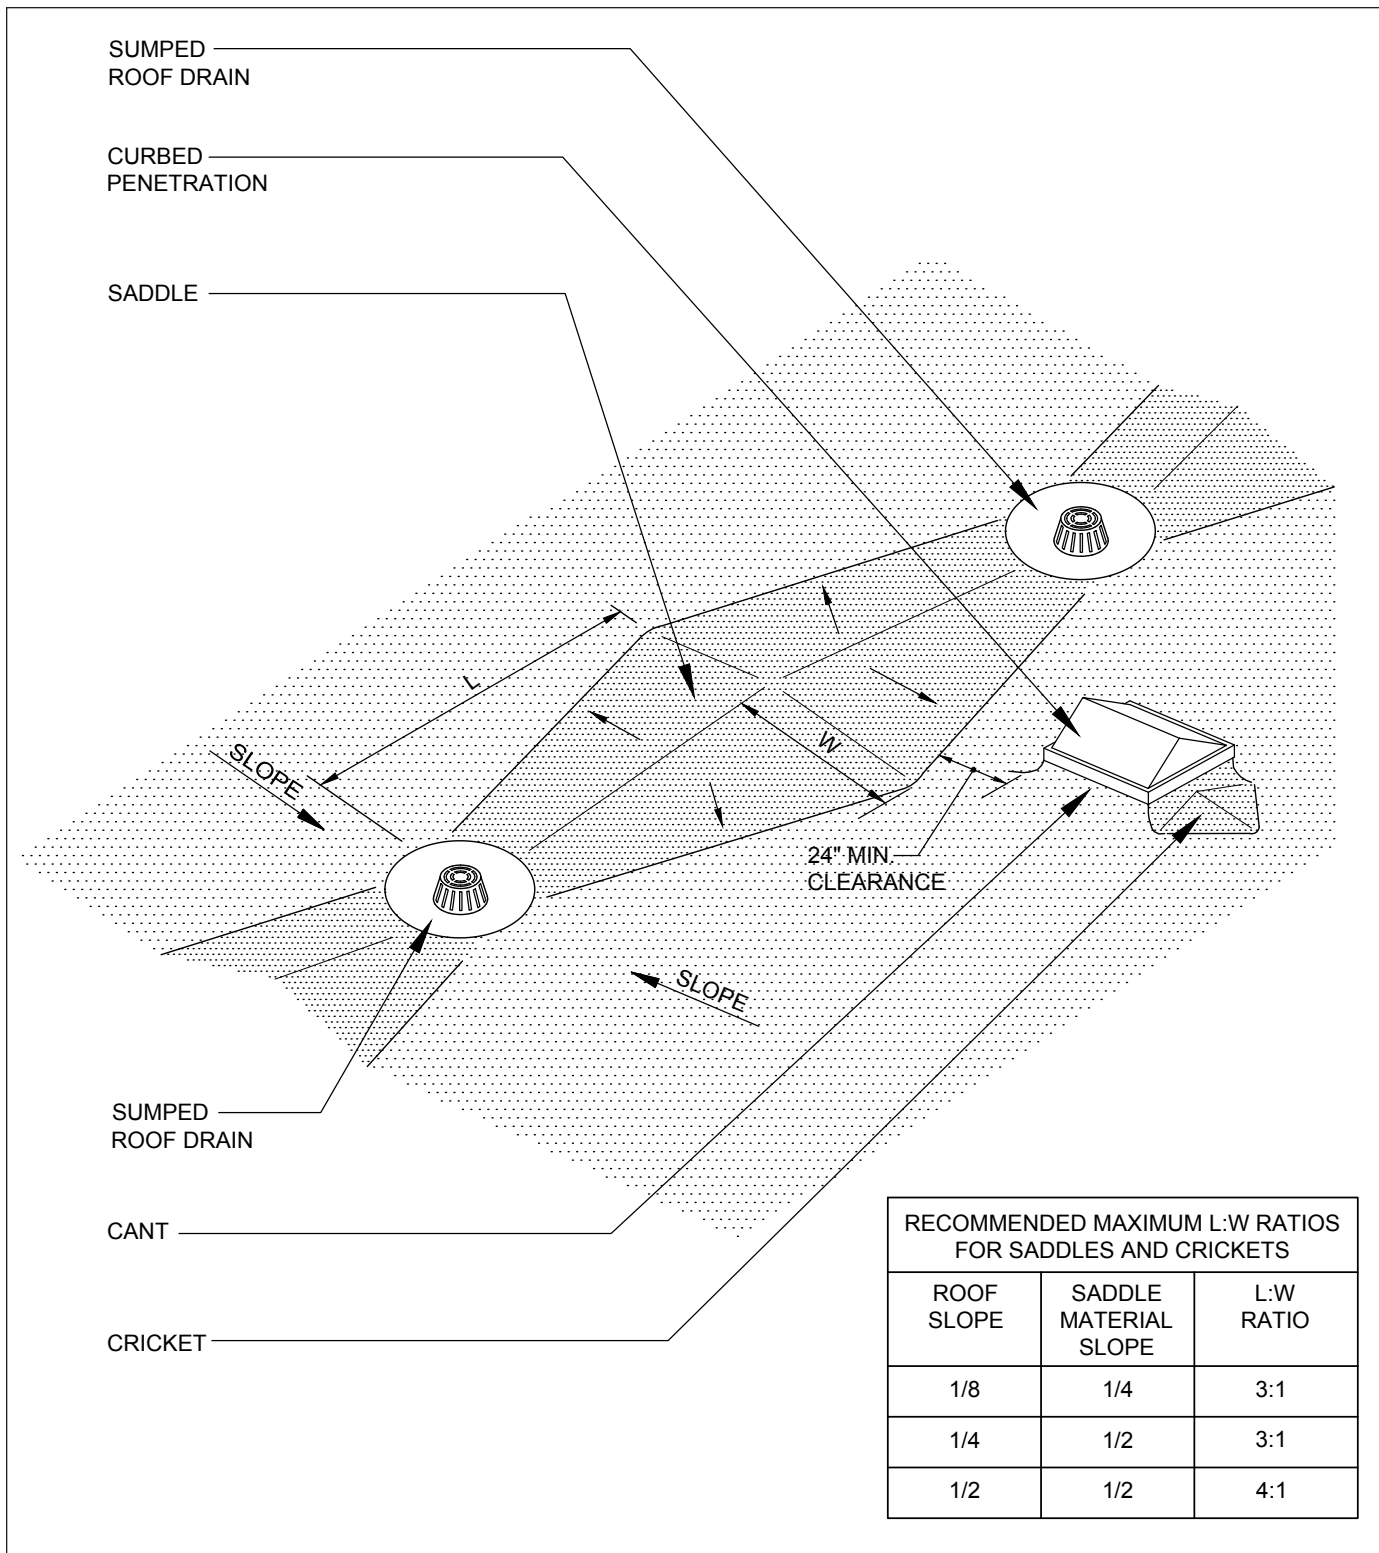 SUMPED
ROOF DRAIN
CURBED
PENETRATION
SADDLE
L
SLOPE
W
24" MIN.
CLEARANCE
SLOPE
SUMPED
ROOF DRAIN
CANT
CRICKET
RECOMMENDED MAXIMUM L:W RATIOS
FOR SADDLES AND CRICKETS
ROOF
SLOPE
SADDLE
MATERIAL
SLOPE
L:W
RATIO
1/8 1/4 3:1
1/4 1/2 3:1
1/2 1/2 4:1